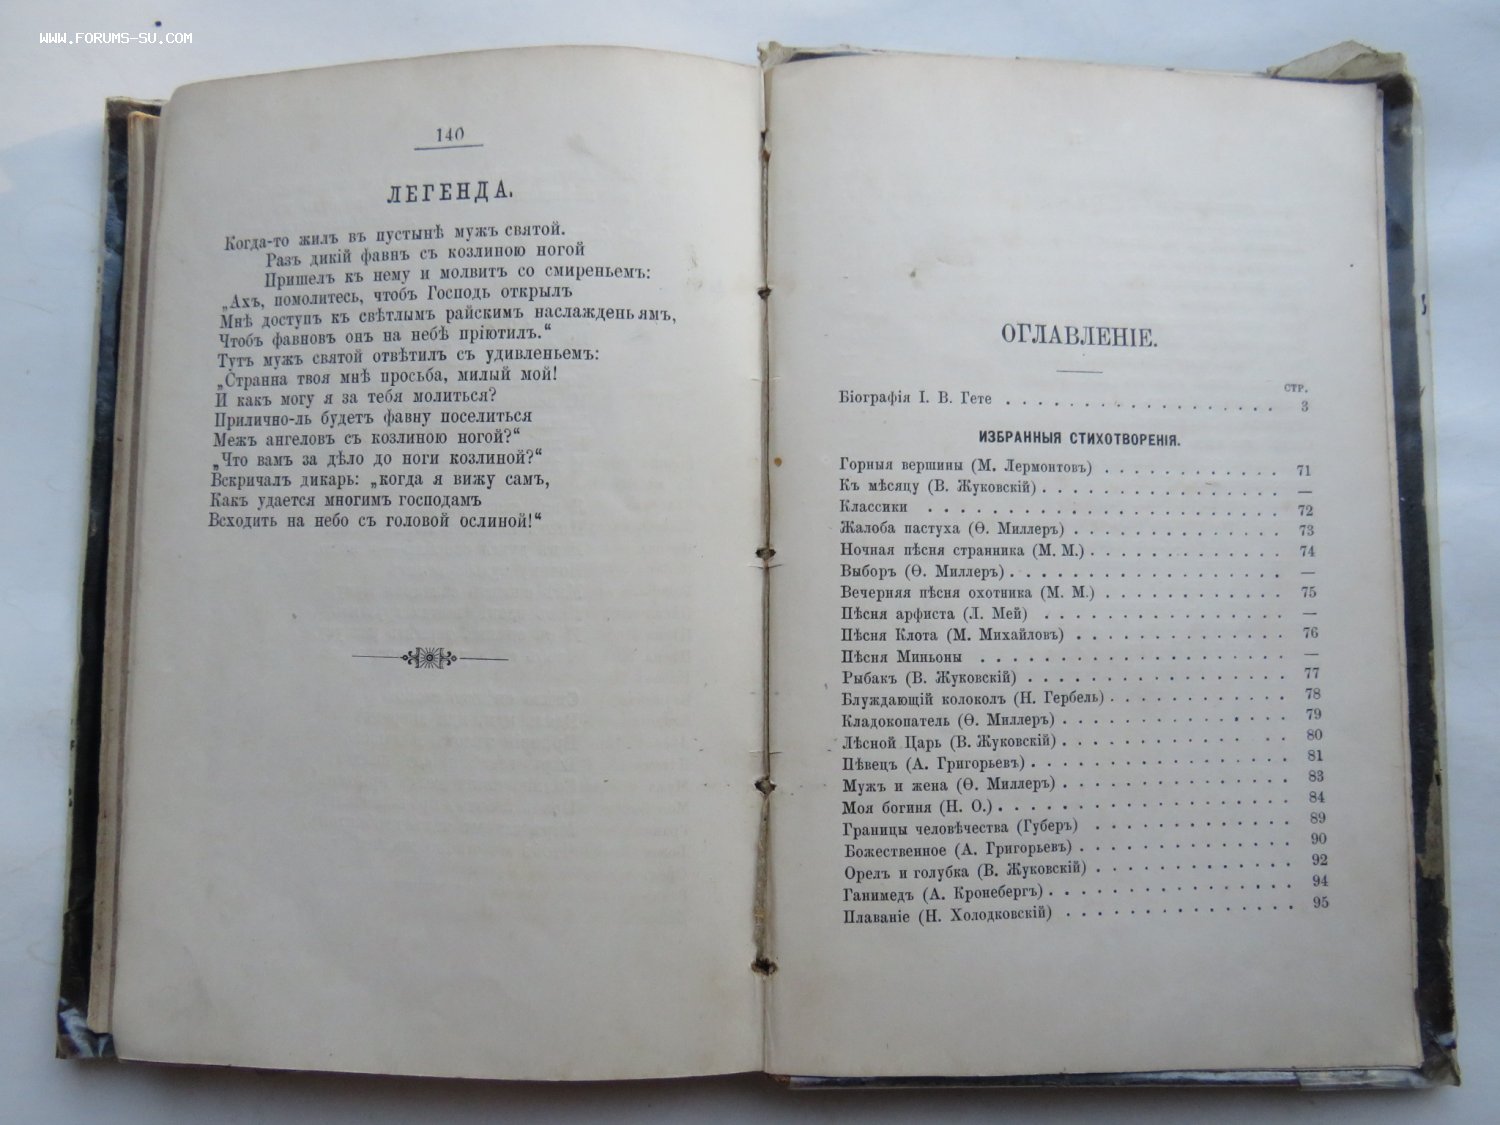 WWW.FORUMS-SU.COM
140
ЛЕГЕНДА.
Когда-то жилъ въ пустынѣ мужъ святой.
Разъ дикій фавнъ съ козлиною ногой
Пришелъ къ нему и молвитъ со смиреньемъ:
„Ахъ, помолитесь, чтобъ Господь открылъ
Мнѣ доступъ къ свѣтлымъ райскимъ наслажденьямъ,
Чтобъ фавновъ онъ на небѣ пріютилъ.“
Тутъ мужъ святой отвѣтилъ съ удивленьемъ:
„Странна твоя мнѣ просьба, милый мой!
И какъ могу я за тебя молиться?
Прилично-ль будетъ фавну поселиться
Межъ ангеловъ съ козлиною ногой?“
„Что вамъ за дѣло до ноги козлиной?“
Вскричалъ дикарь: „когда я вижу самъ,
Какъ удается многимъ господамъ
Всходить на небо съ головой ослиной!“
ОГЛАВЛЕНІЕ.
СТР.
Біографія І. В. Гете . . . . . . . . . . . . . . . . 3
ИЗБРАННЫЯ СТИХОТВОРЕНІЯ.
Горныя вершины (М. Лермонтовъ) . . . . . . . . . . . 71
Къ мѣсяцу (В. Жуковскій) . . . . . . . . . . . . . . —
Классики . . . . . . . . . . . . . . . . . . 72
Жалоба пастуха (Ѳ. Миллеръ) . . . . . . . . . . . . 73
Ночная пѣсня странника (М. М.) . . . . . . . . . . . 74
Выборъ (Ѳ. Миллеръ) . . . . . . . . . . . . . . . —
Вечерняя пѣсня охотника (М. М.) . . . . . . . . . . . 75
Пѣсня арфиста (Л. Мей) . . . . . . . . . . . . . —
Пѣсня Клота (М. Михайловъ) . . . . . . . . . . . . 76
Пѣсня Миньоны . . . . . . . . . . . . . . . —
Рыбакъ (В. Жуковскій) . . . . . . . . . . . . . . 77
Блуждающій колоколъ (Н. Гербель) . . . . . . . . . . 78
Кладокопатель (Ѳ. Миллеръ) . . . . . . . . . . . . 79
Лѣсной Царь (В. Жуковскій) . . . . . . . . . . . . 80
Пѣвецъ (А. Григорьевъ) . . . . . . . . . . . . . . 81
Мужъ и жена (Ѳ. Миллеръ) . . . . . . . . . . . . 83
Моя богиня (Н. О.) . . . . . . . . . . . . . . . 84
Границы человѣчества (Губеръ) . . . . . . . . . . . 89
Божественное (А. Григорьевъ) . . . . . . . . . . . . 90
Орелъ и голубка (В. Жуковскій) . . . . . . . . . . . 92
Ганимедъ (А. Кронебергъ) . . . . . . . . . . . . . 94
Плаваніе (Н. Холодковскій) . . . . . . . . . . . . 95